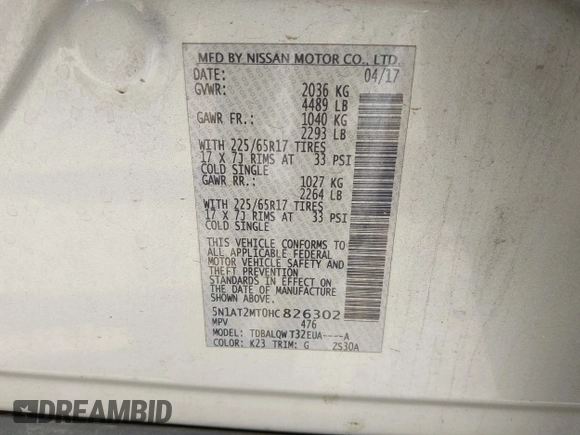 MFD BY NISSAN MOTOR CO., LTD.
DATE: 04/17
GVWR: 2036 KG
4489 LB
GAWR FR.: 1040 KG
2293 LB
WITH 225/65R17 TIRES
17 X 7J RIMS AT 33 PSI
COLD SINGLE
GAWR RR.: 1027 KG
2264 LB
WITH 225/65R17 TIRES
17 X 7J RIMS AT 33 PSI
COLD SINGLE
THIS VEHICLE CONFORMS TO
ALL APPLICABLE FEDERAL
MOTOR VEHICLE SAFETY AND
THEFT PREVENTION
STANDARDS IN EFFECT ON
THE DATE OF MANUFACTURE
SHOWN ABOVE.
5N1AT2MT0HC826302
MPV 476
MODEL: TDBALQW T32EUA----A
COLOR: K23 TRIM: G 2S30A
DREAMBID